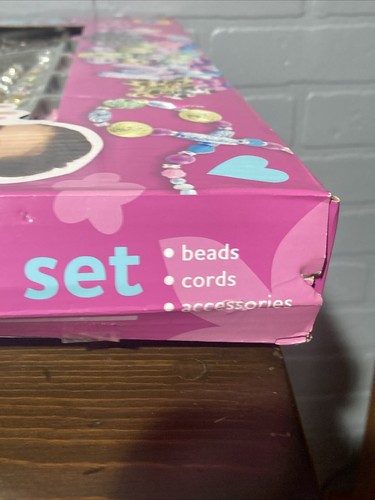 set
• beads
• cords
• accessories